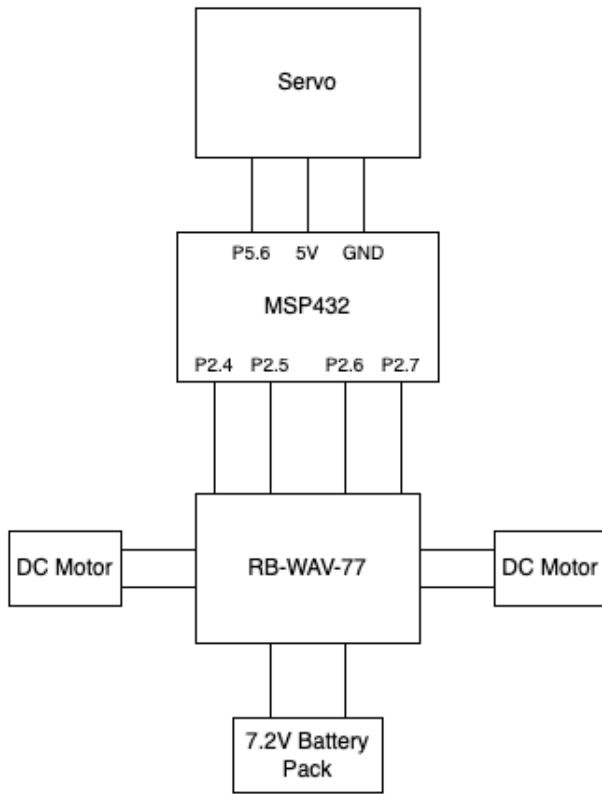 Servo
P5.6 5V GND
MSP432
P2.4 P2.5 P2.6 P2.7
DC Motor
RB-WAV-77
DC Motor
7.2V Battery
Pack